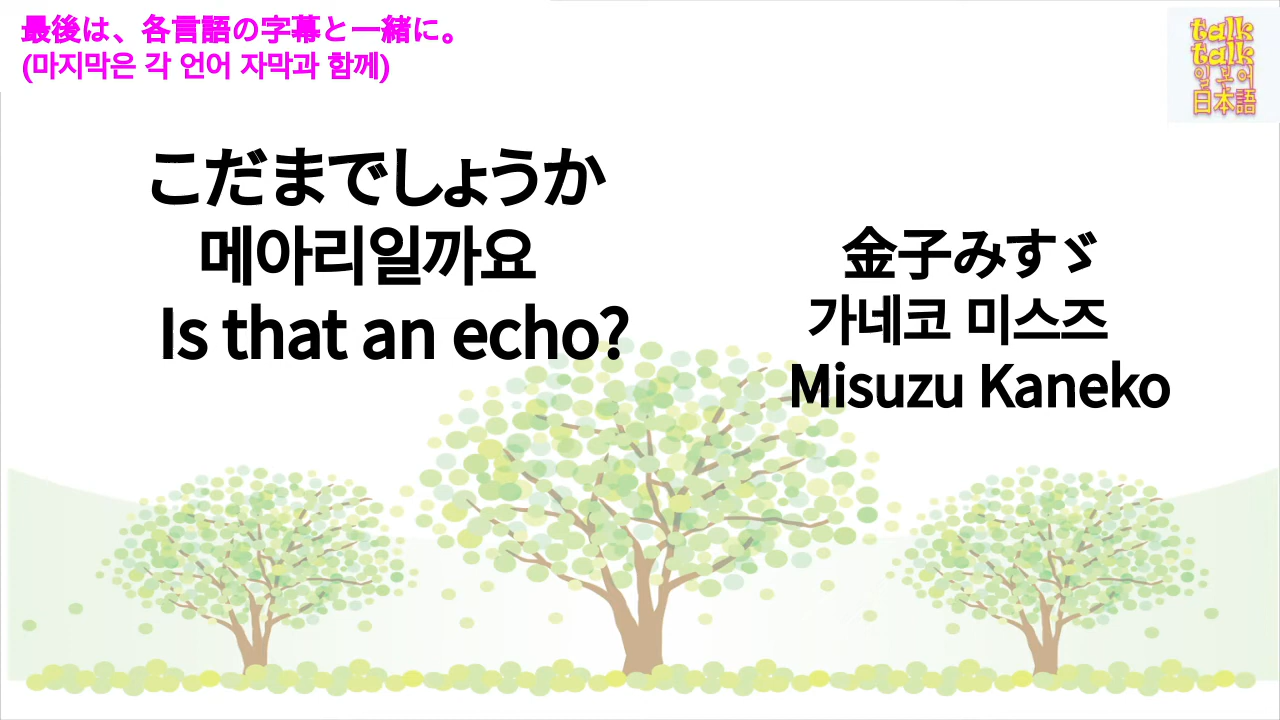 最後は、各言語の字幕と一緒に。
(마지막은 각 언어 자막과 함께)
talk
talk
일본어
日本語
こだまでしょうか
메아리일까요
Is that an echo?
金子みすゞ
가네코 미스즈
Misuzu Kaneko